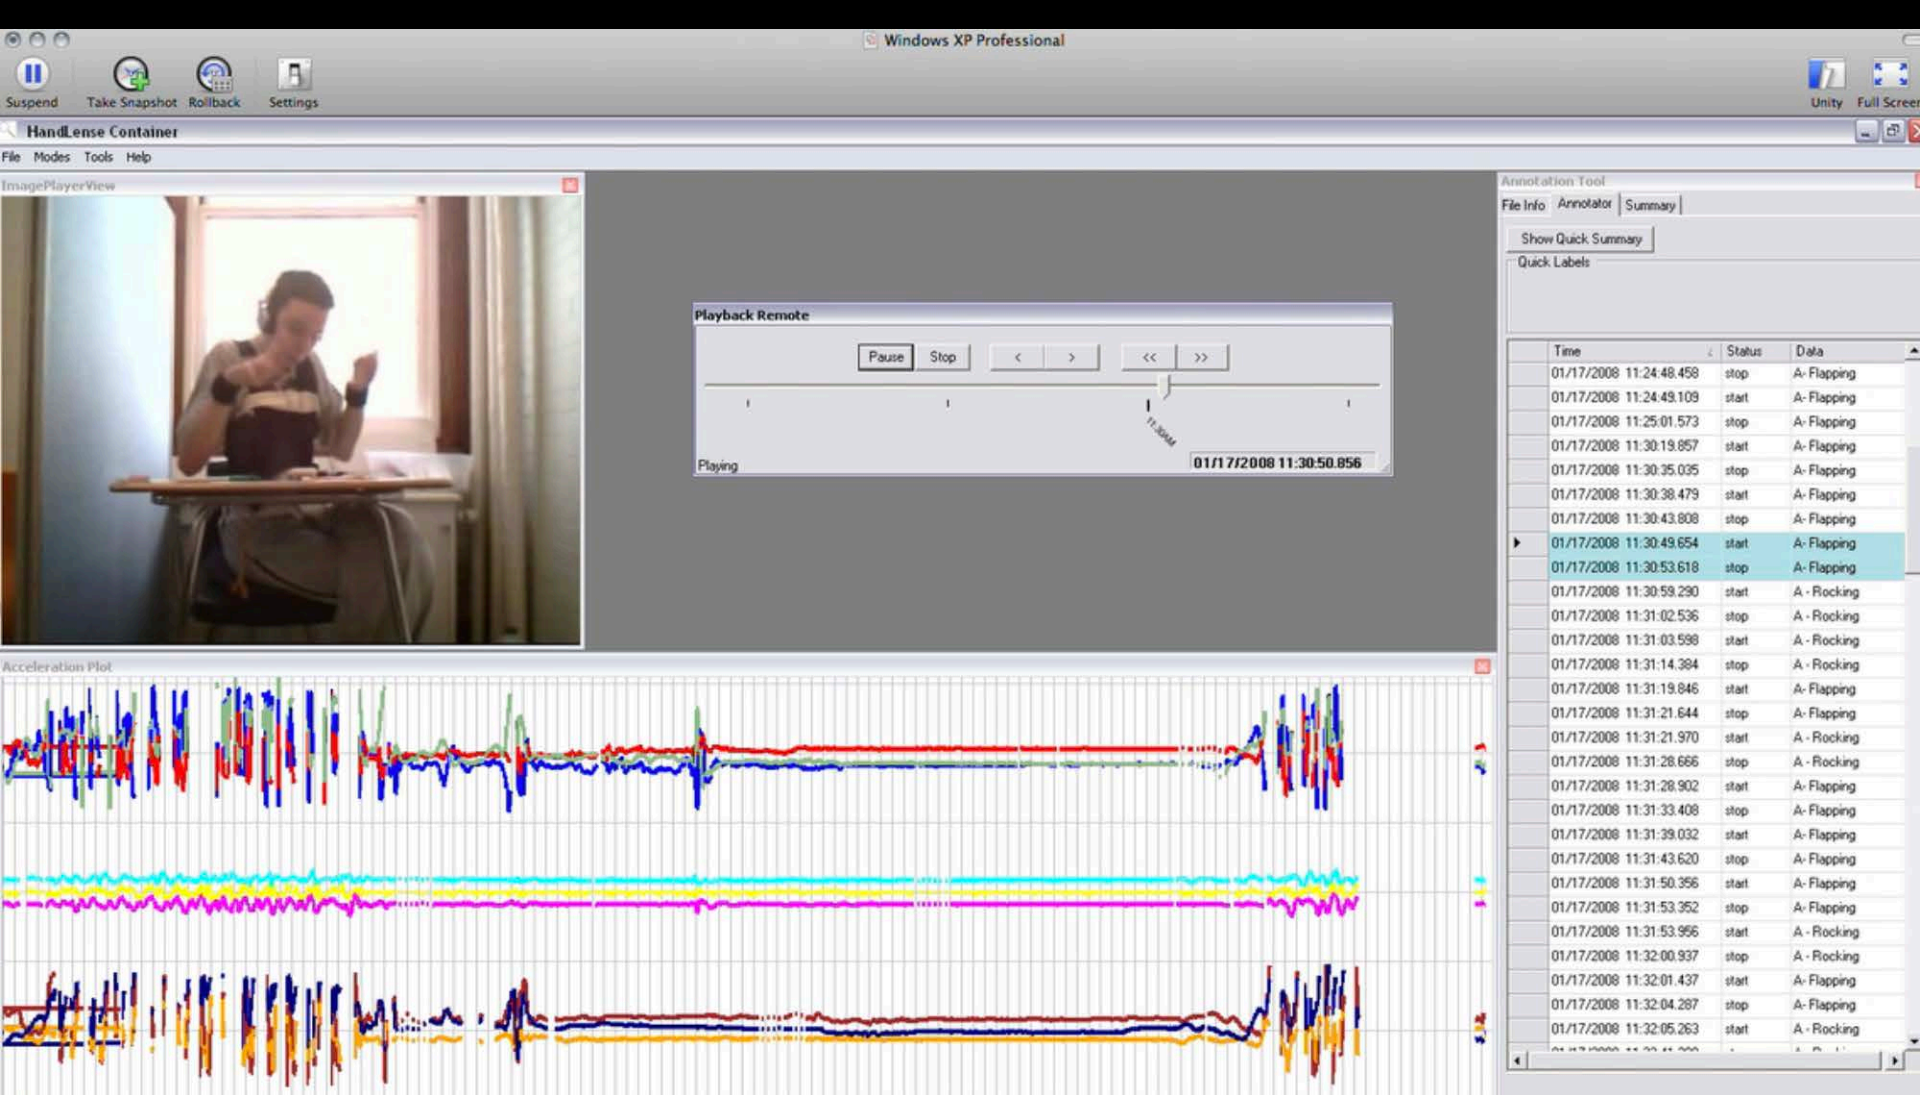 Windows XP Professional
Suspend
Take Snapshot
Rollback
Settings
Unity
Full Screen
HandLense Container
File Modes Tools Help
ImagePlayerView
Playback Remote
Pause Stop < > << >>
11:30AM
Playing
01/17/2008 11:30:50.856
Acceleration Plot
Annotation Tool
File Info Annotator Summary
Show Quick Summary
Quick Labels
Time Status Data
01/17/2008 11:24:48.458 stop A- Flapping
01/17/2008 11:24:49.109 start A- Flapping
01/17/2008 11:25:01.573 stop A- Flapping
01/17/2008 11:30:19.857 start A- Flapping
01/17/2008 11:30:35.035 stop A- Flapping
01/17/2008 11:30:38.479 start A- Flapping
01/17/2008 11:30:43.808 stop A- Flapping
01/17/2008 11:30:49.654 start A- Flapping
01/17/2008 11:30:53.618 stop A- Flapping
01/17/2008 11:30:59.290 start A - Rocking
01/17/2008 11:31:02.536 stop A - Rocking
01/17/2008 11:31:03.598 start A - Rocking
01/17/2008 11:31:14.384 stop A - Rocking
01/17/2008 11:31:19.846 start A- Flapping
01/17/2008 11:31:21.644 stop A- Flapping
01/17/2008 11:31:21.970 start A - Rocking
01/17/2008 11:31:28.666 stop A - Rocking
01/17/2008 11:31:28.902 start A- Flapping
01/17/2008 11:31:33.408 stop A- Flapping
01/17/2008 11:31:39.032 start A- Flapping
01/17/2008 11:31:43.620 stop A- Flapping
01/17/2008 11:31:50.356 start A- Flapping
01/17/2008 11:31:53.352 stop A- Flapping
01/17/2008 11:31:53.956 start A - Rocking
01/17/2008 11:32:00.937 stop A - Rocking
01/17/2008 11:32:01.437 start A- Flapping
01/17/2008 11:32:04.287 stop A- Flapping
01/17/2008 11:32:05.263 start A - Rocking